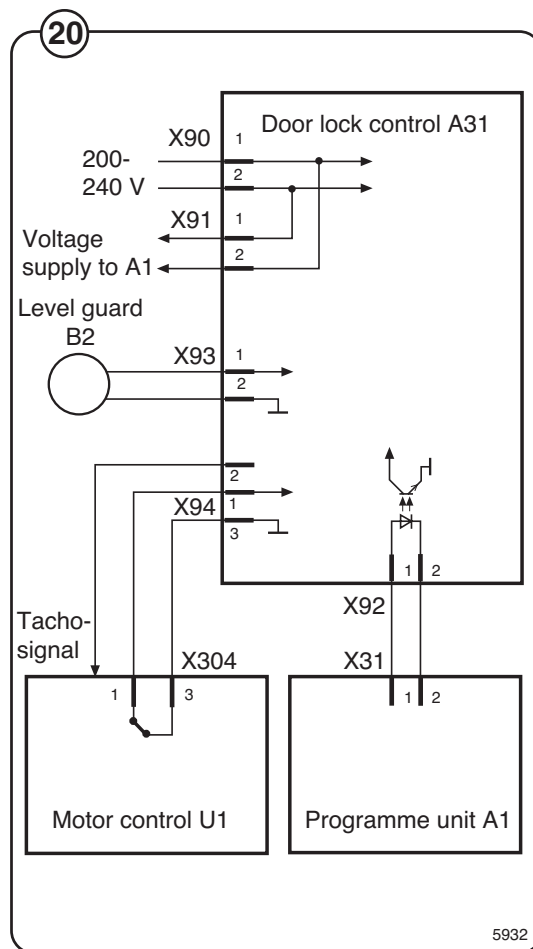 20
Door lock control A31
X90
1
200-
240 V
2
X91
1
Voltage
supply to A1
2
Level guard
B2
X93
1
2
2
X94
1
3
1 2
X92
Tacho-
signal
X31
X304
1 3
1 2
Motor control U1
Programme unit A1
5932